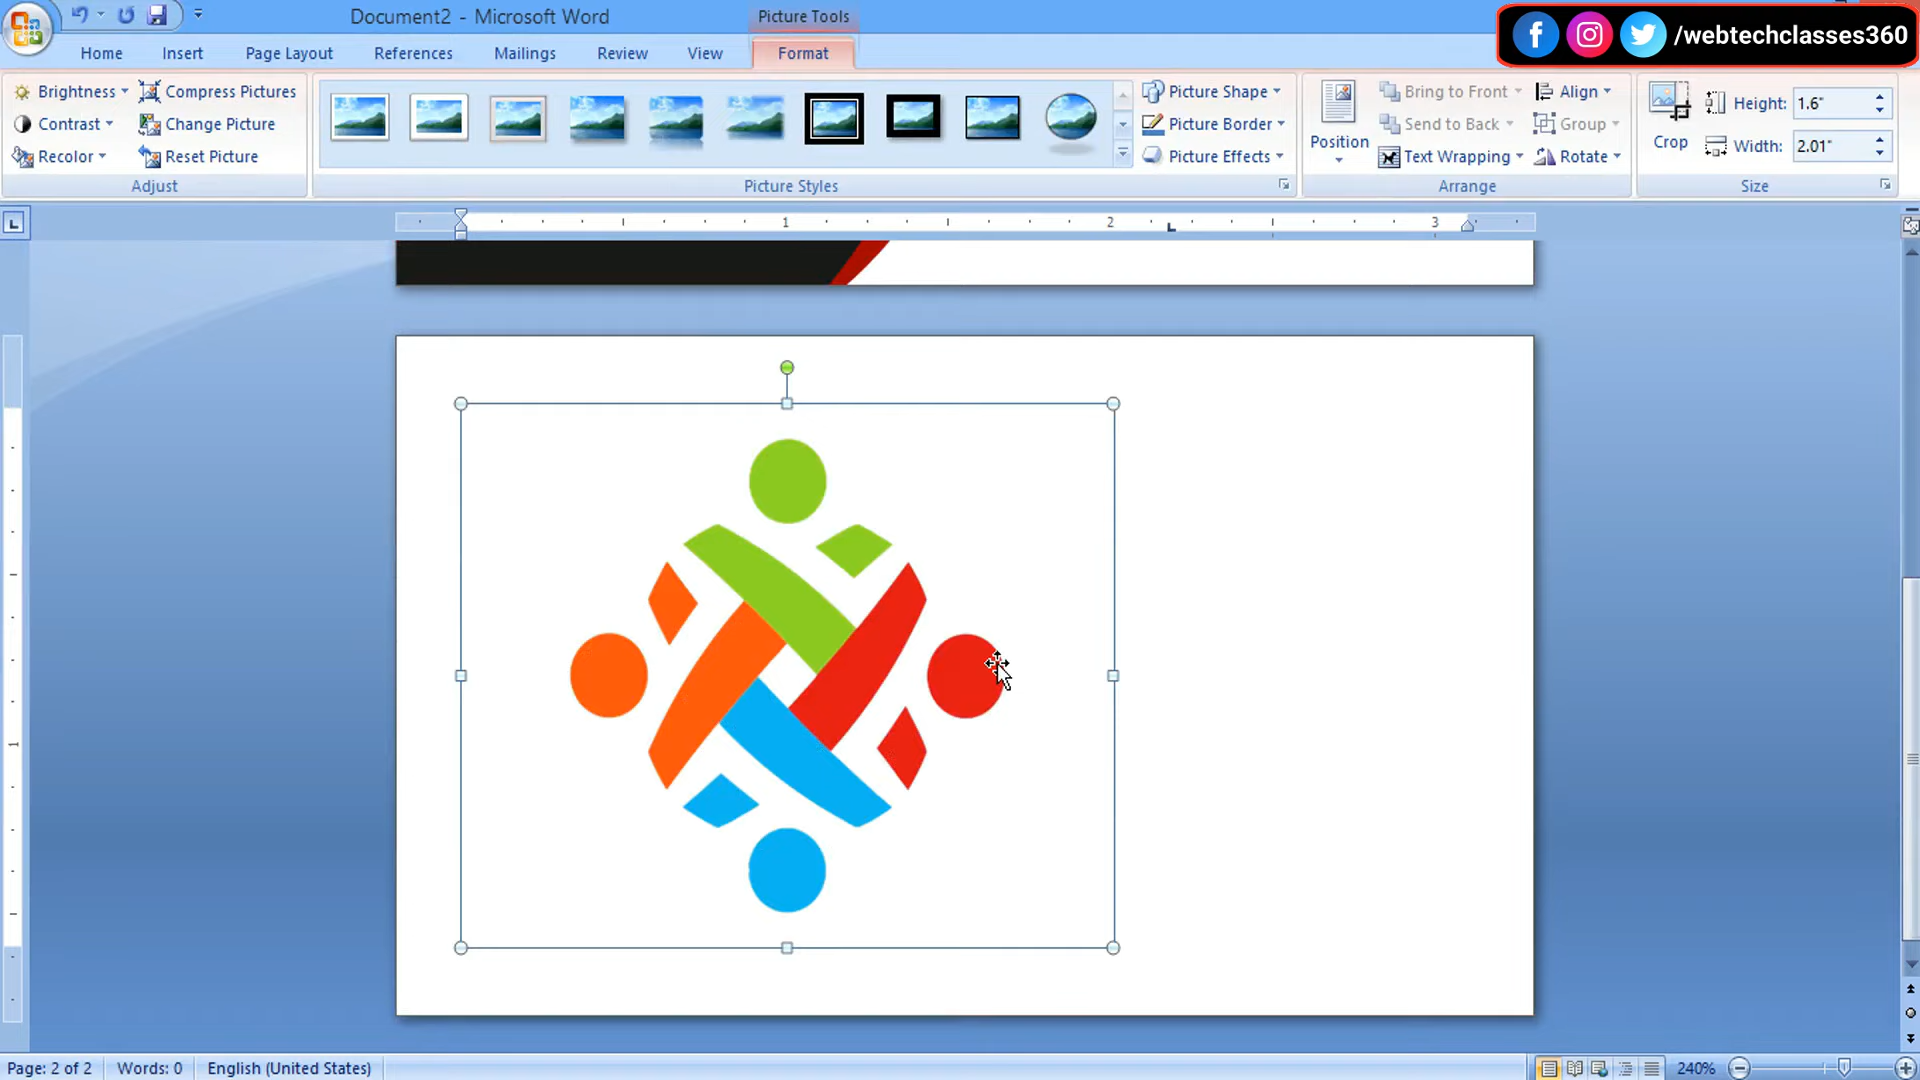 Document2 - Microsoft Word
Picture Tools
/webtechclasses360
Home Insert Page Layout References Mailings Review View Format
Brightness Compress Pictures Picture Shape Bring to Front Align Height: 1.6"
Contrast Change Picture Picture Border Send to Back Group
Recolor Reset Picture Picture Effects Position Text Wrapping Rotate Crop Width: 2.01"
Adjust Picture Styles Arrange Size
L 1 2 3
1
Page: 2 of 2 Words: 0 English (United States) 240%